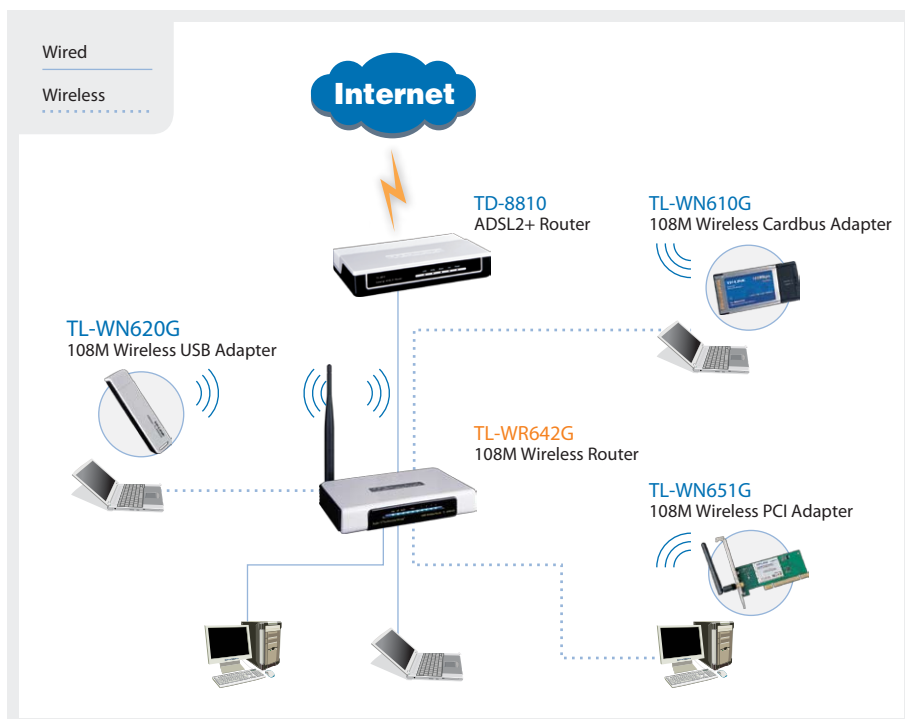 Wired
Wireless
Internet
TD-8810
ADSL2+ Router
TL-WN610G
108M Wireless Cardbus Adapter
TL-WN620G
108M Wireless USB Adapter
TL-WR642G
108M Wireless Router
TL-WN651G
108M Wireless PCI Adapter